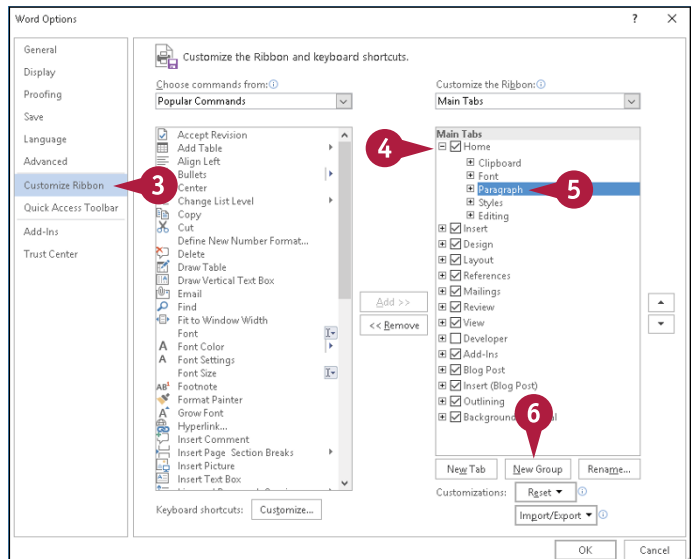 Word Options
?
General
Display
Proofing
Save
Language
Advanced
Customize Ribbon
Quick Access Toolbar
Add-Ins
Trust Center
3
Customize the Ribbon and keyboard shortcuts.
Choose commands from:
Popular Commands
Accept Revision
Add Table
Align Left
Bullets
Center
Change List Level
Copy
Cut
Define New Number Format...
Delete
Draw Table
Draw Vertical Text Box
Email
Find
Fit to Window Width
Font
Font Color
Font Settings
Font Size
Footnote
Format Painter
Grow Font
Hyperlink...
Insert Comment
Insert Page Section Breaks
Insert Picture
Insert Text Box
Keyboard shortcuts: Customize...
Add >>
<< Remove
Customize the Ribbon:
Main Tabs
Main Tabs
4
Home
Clipboard
Font
Paragraph
5
Styles
Editing
Insert
Design
Layout
References
Mailings
Review
View
Developer
Add-Ins
Blog Post
Insert (Blog Post)
Outlining
6
New Tab New Group Rename...
Customizations: Reset
Import/Export
OK Cancel